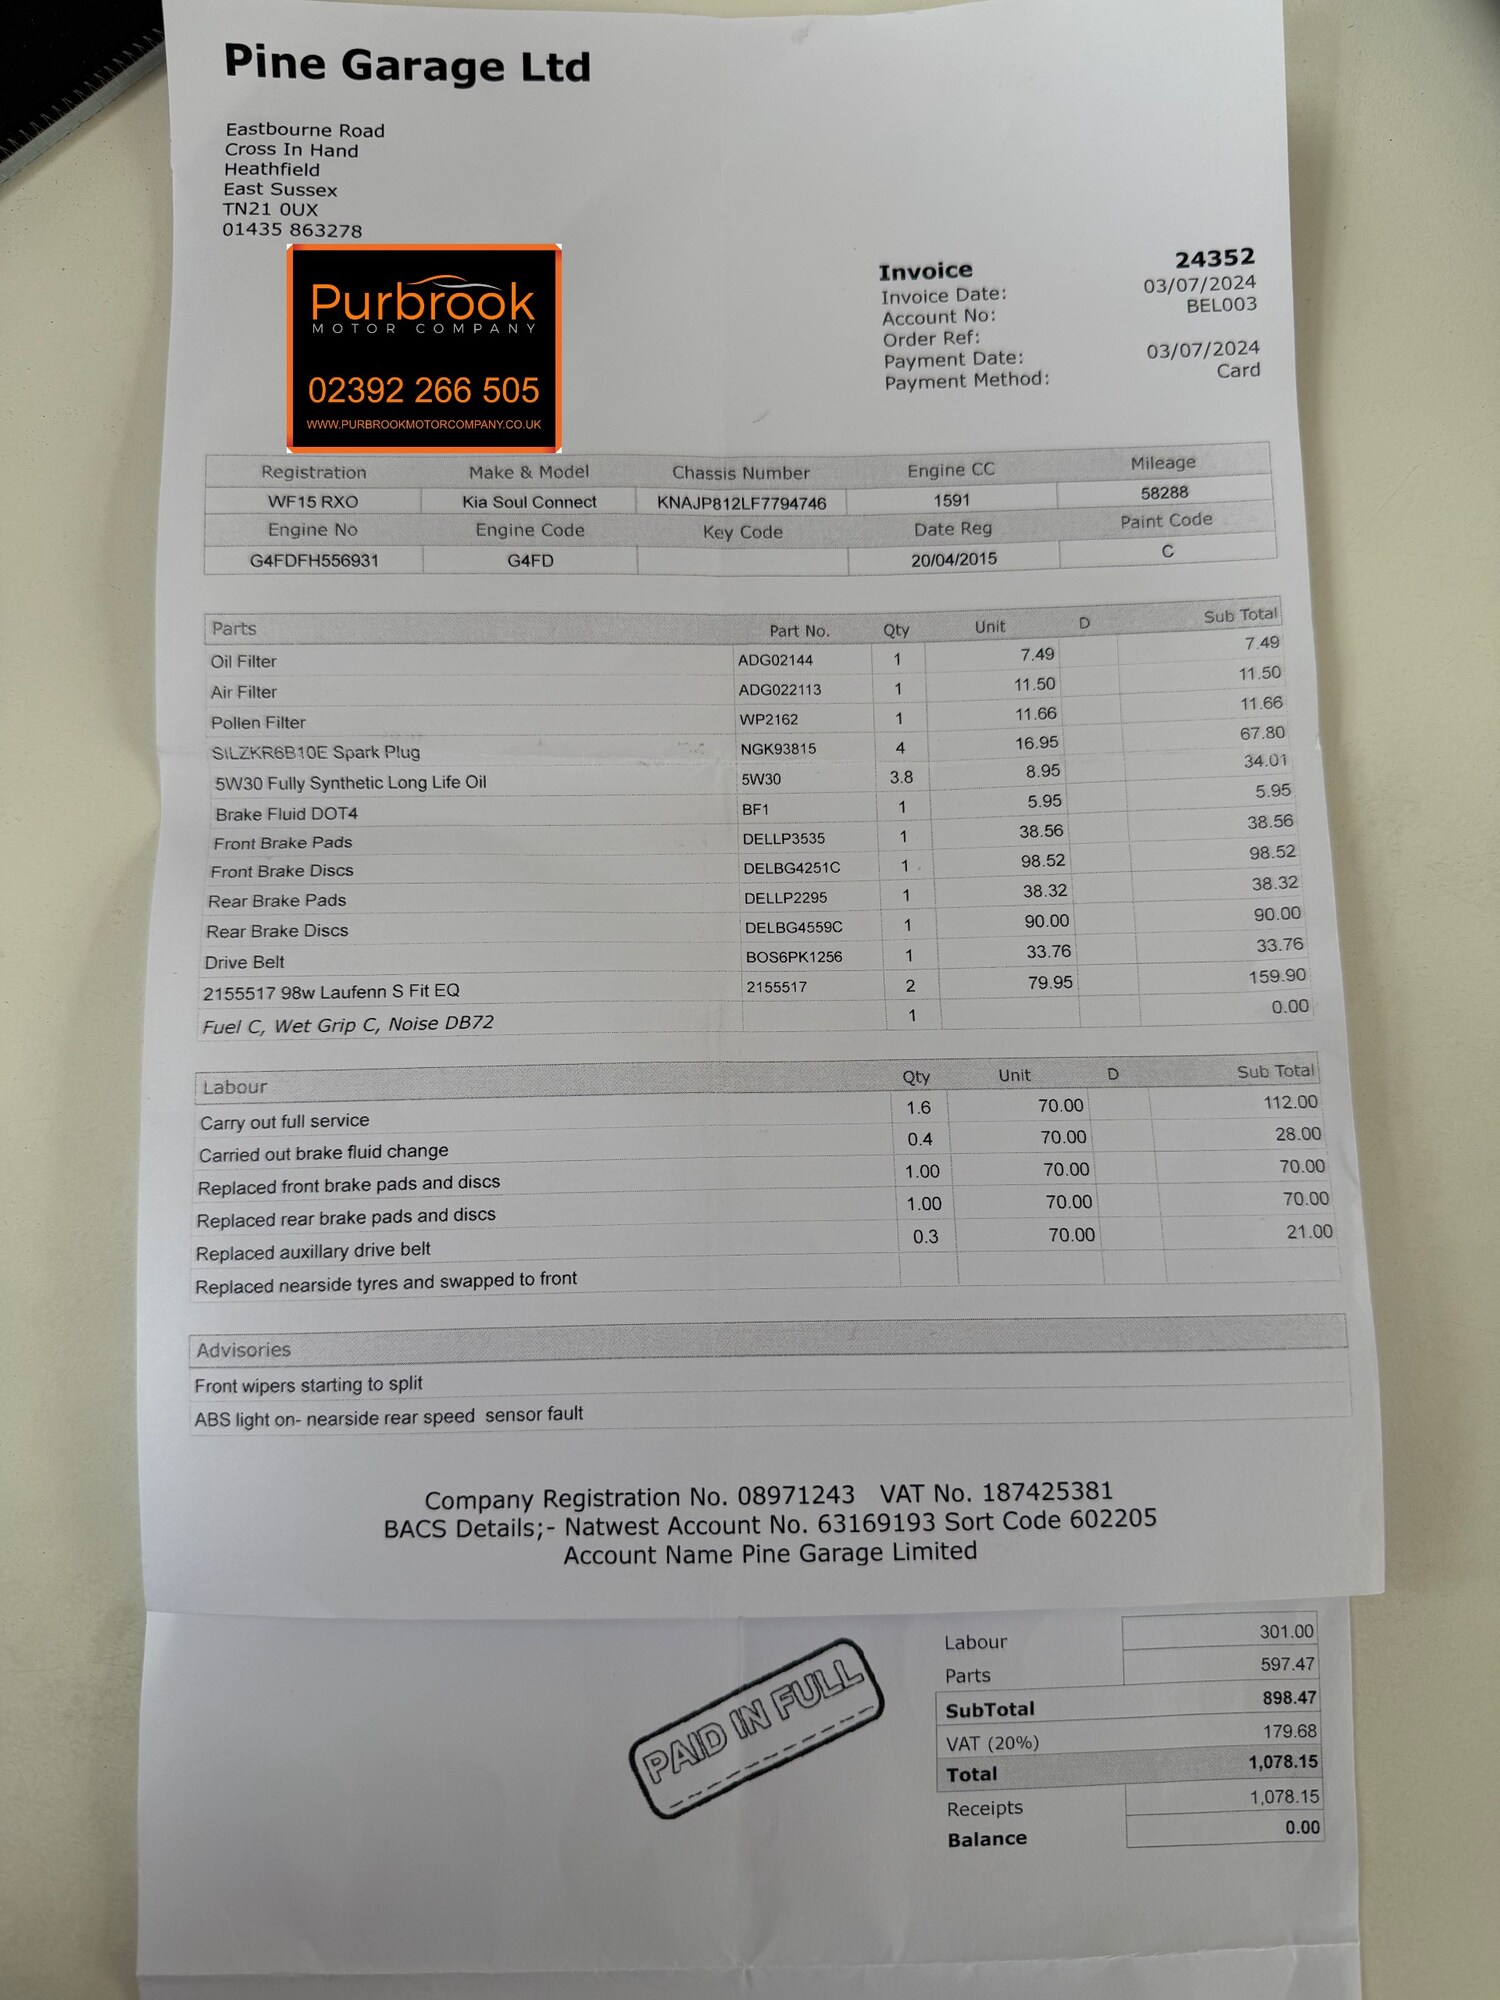 Pine Garage Ltd
Eastbourne Road
Cross In Hand
Heathfield
East Sussex
TN21 0UX
01435 863278
Purbrook
MOTOR COMPANY
02392 266 505
WWW.PURBROOKMOTORCOMPANY.CO.UK
Invoice 24352
Invoice Date: 03/07/2024
Account No: BEL003
Order Ref:
Payment Date: 03/07/2024
Payment Method: Card
Registration Make & Model Chassis Number Engine CC Mileage
WF15 RXO Kia Soul Connect KNAJP812LF7794746 1591 58288
Engine No Engine Code Key Code Date Reg Paint Code
G4FDFH556931 G4FD 20/04/2015 C
Parts Part No. Qty Unit D Sub Total
Oil Filter ADG02144 1 7.49 7.49
Air Filter ADG022113 1 11.50 11.50
Pollen Filter WP2162 1 11.66 11.66
SILZKR6B10E Spark Plug NGK93815 4 16.95 67.80
5W30 Fully Synthetic Long Life Oil 5W30 3.8 8.95 34.01
Brake Fluid DOT4 BF1 1 5.95 5.95
Front Brake Pads DELLP3535 1 38.56 38.56
Front Brake Discs DELBG4251C 1 98.52 98.52
Rear Brake Pads DELLP2295 1 38.32 38.32
Rear Brake Discs DELBG4559C 1 90.00 90.00
Drive Belt BOS6PK1256 1 33.76 33.76
2155517 98w Laufenn S Fit EQ 2155517 2 79.95 159.90
Fuel C, Wet Grip C, Noise DB72 1 0.00
Labour Qty Unit D Sub Total
Carry out full service 1.6 70.00 112.00
Carried out brake fluid change 0.4 70.00 28.00
Replaced front brake pads and discs 1.00 70.00 70.00
Replaced rear brake pads and discs 1.00 70.00 70.00
Replaced auxillary drive belt 0.3 70.00 21.00
Replaced nearside tyres and swapped to front
Advisories
Front wipers starting to split
ABS light on- nearside rear speed sensor fault
Company Registration No. 08971243 VAT No. 187425381
BACS Details;- Natwest Account No. 63169193 Sort Code 602205
Account Name Pine Garage Limited
PAID IN FULL
Labour 301.00
Parts 597.47
SubTotal 898.47
VAT (20%) 179.68
Total 1,078.15
Receipts 1,078.15
Balance 0.00